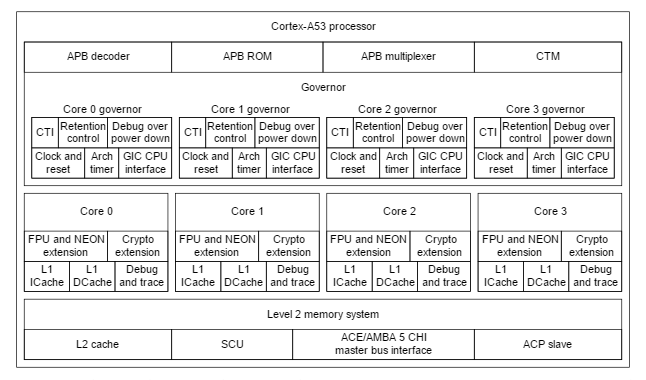 Cortex-A53 processor
APB decoder
APB ROM
APB multiplexer
CTM
Governor
Core 0 governor
CTI
Retention
control
Debug over
power down
Clock and
reset
Arch
timer
GIC CPU
interface
Core 1 governor
CTI
Retention
control
Debug over
power down
Clock and
reset
Arch
timer
GIC CPU
interface
Core 2 governor
CTI
Retention
control
Debug over
power down
Clock and
reset
Arch
timer
GIC CPU
interface
Core 3 governor
CTI
Retention
control
Debug over
power down
Clock and
reset
Arch
timer
GIC CPU
interface
Core 0
FPU and NEON
extension
Crypto
extension
L1
ICache
L1
DCache
Debug
and trace
Core 1
FPU and NEON
extension
Crypto
extension
L1
ICache
L1
DCache
Debug
and trace
Core 2
FPU and NEON
extension
Crypto
extension
L1
ICache
L1
DCache
Debug
and trace
Core 3
FPU and NEON
extension
Crypto
extension
L1
ICache
L1
DCache
Debug
and trace
Level 2 memory system
L2 cache
SCU
ACE/AMBA 5 CHI
master bus interface
ACP slave